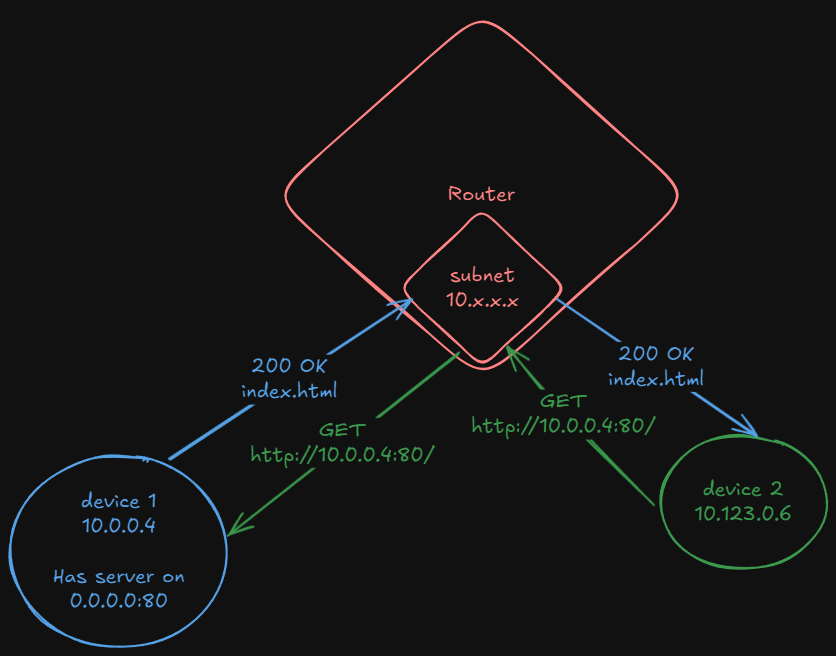 Router
subnet
10.x.x.x
200 OK
index.html
200 OK
index.html
GET
http://10.0.0.4:80/
GET
http://10.0.0.4:80/
device 1
10.0.0.4
Has server on
0.0.0.0:80
device 2
10.123.0.6